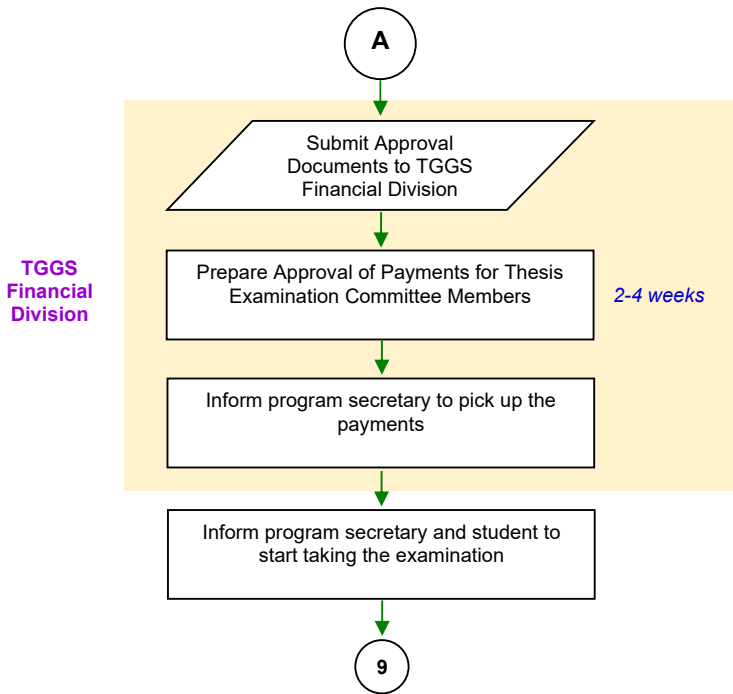 A
Submit Approval
Documents to TGGS
Financial Division
TGGS
Financial
Division
Prepare Approval of Payments for Thesis
Examination Committee Members
2-4 weeks
Inform program secretary to pick up the
payments
Inform program secretary and student to
start taking the examination
9